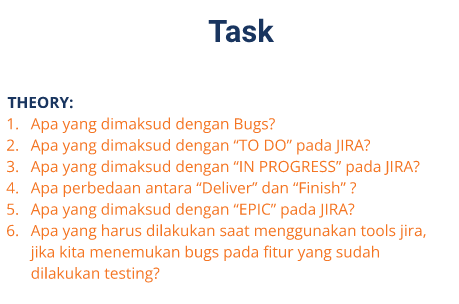 Task
THEORY:
1. Apa yang dimaksud dengan Bugs?
2. Apa yang dimaksud dengan “TO DO” pada JIRA?
3. Apa yang dimaksud dengan “IN PROGRESS” pada JIRA?
4. Apa perbedaan antara “Deliver” dan “Finish” ?
5. Apa yang dimaksud dengan “EPIC” pada JIRA?
6. Apa yang harus dilakukan saat menggunakan tools jira,
jika kita menemukan bugs pada fitur yang sudah
dilakukan testing?